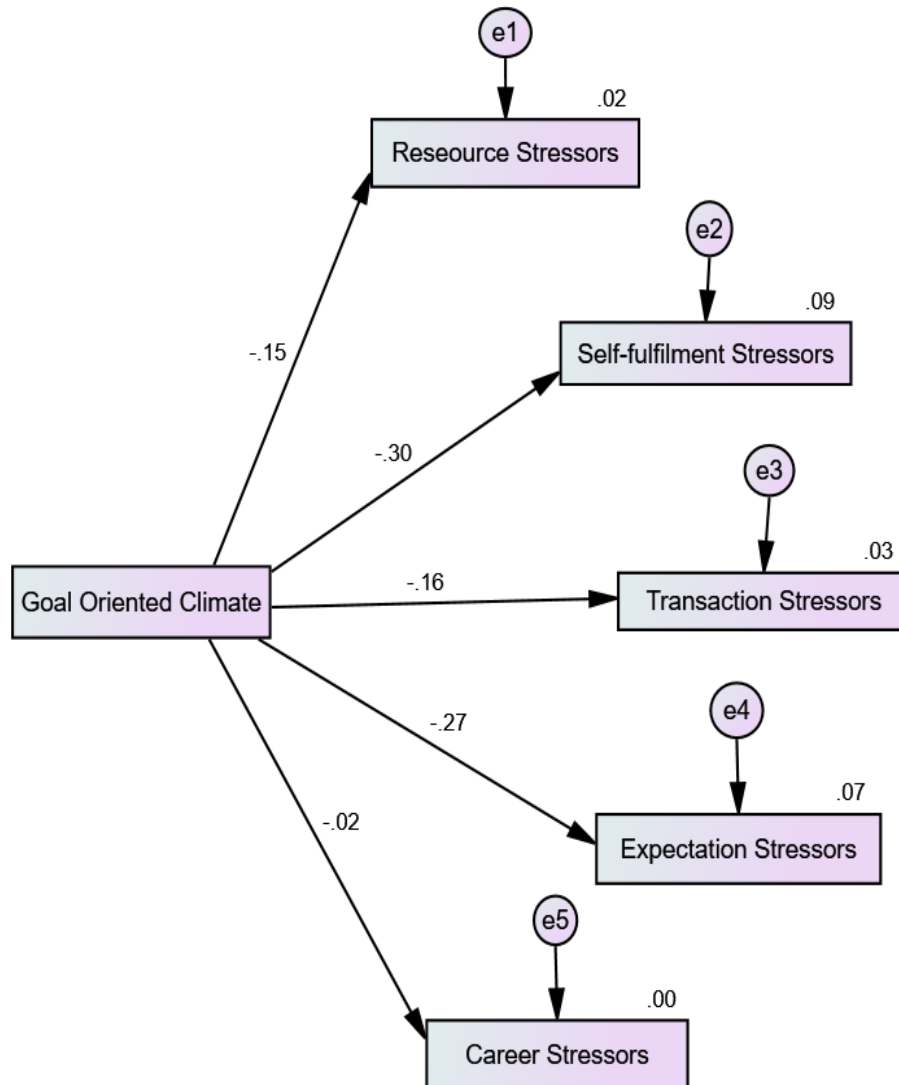 e1
.02
Reseource Stressors
e2
.09
Self-fulfilment Stressors
-.15
-.30
e3
.03
Goal Oriented Climate
-.16
Transaction Stressors
-.27
e4
.07
Expectation Stressors
-.02
e5
.00
Career Stressors